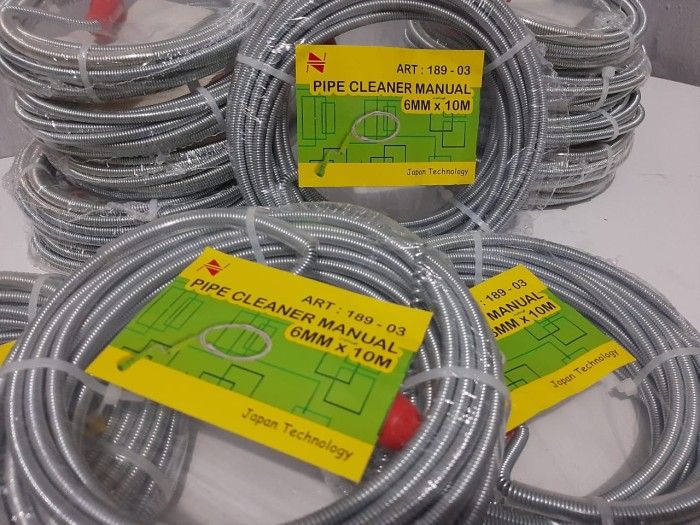 ART : 189 - 03
PIPE CLEANER MANUAL
6MM x 10M
Japan Technology
ART : 189 - 03
PIPE CLEANER MANUAL
6MM x 10M
Japan Technology
: 189 - 03
MANUAL
6MM x 10M
Japan Technology